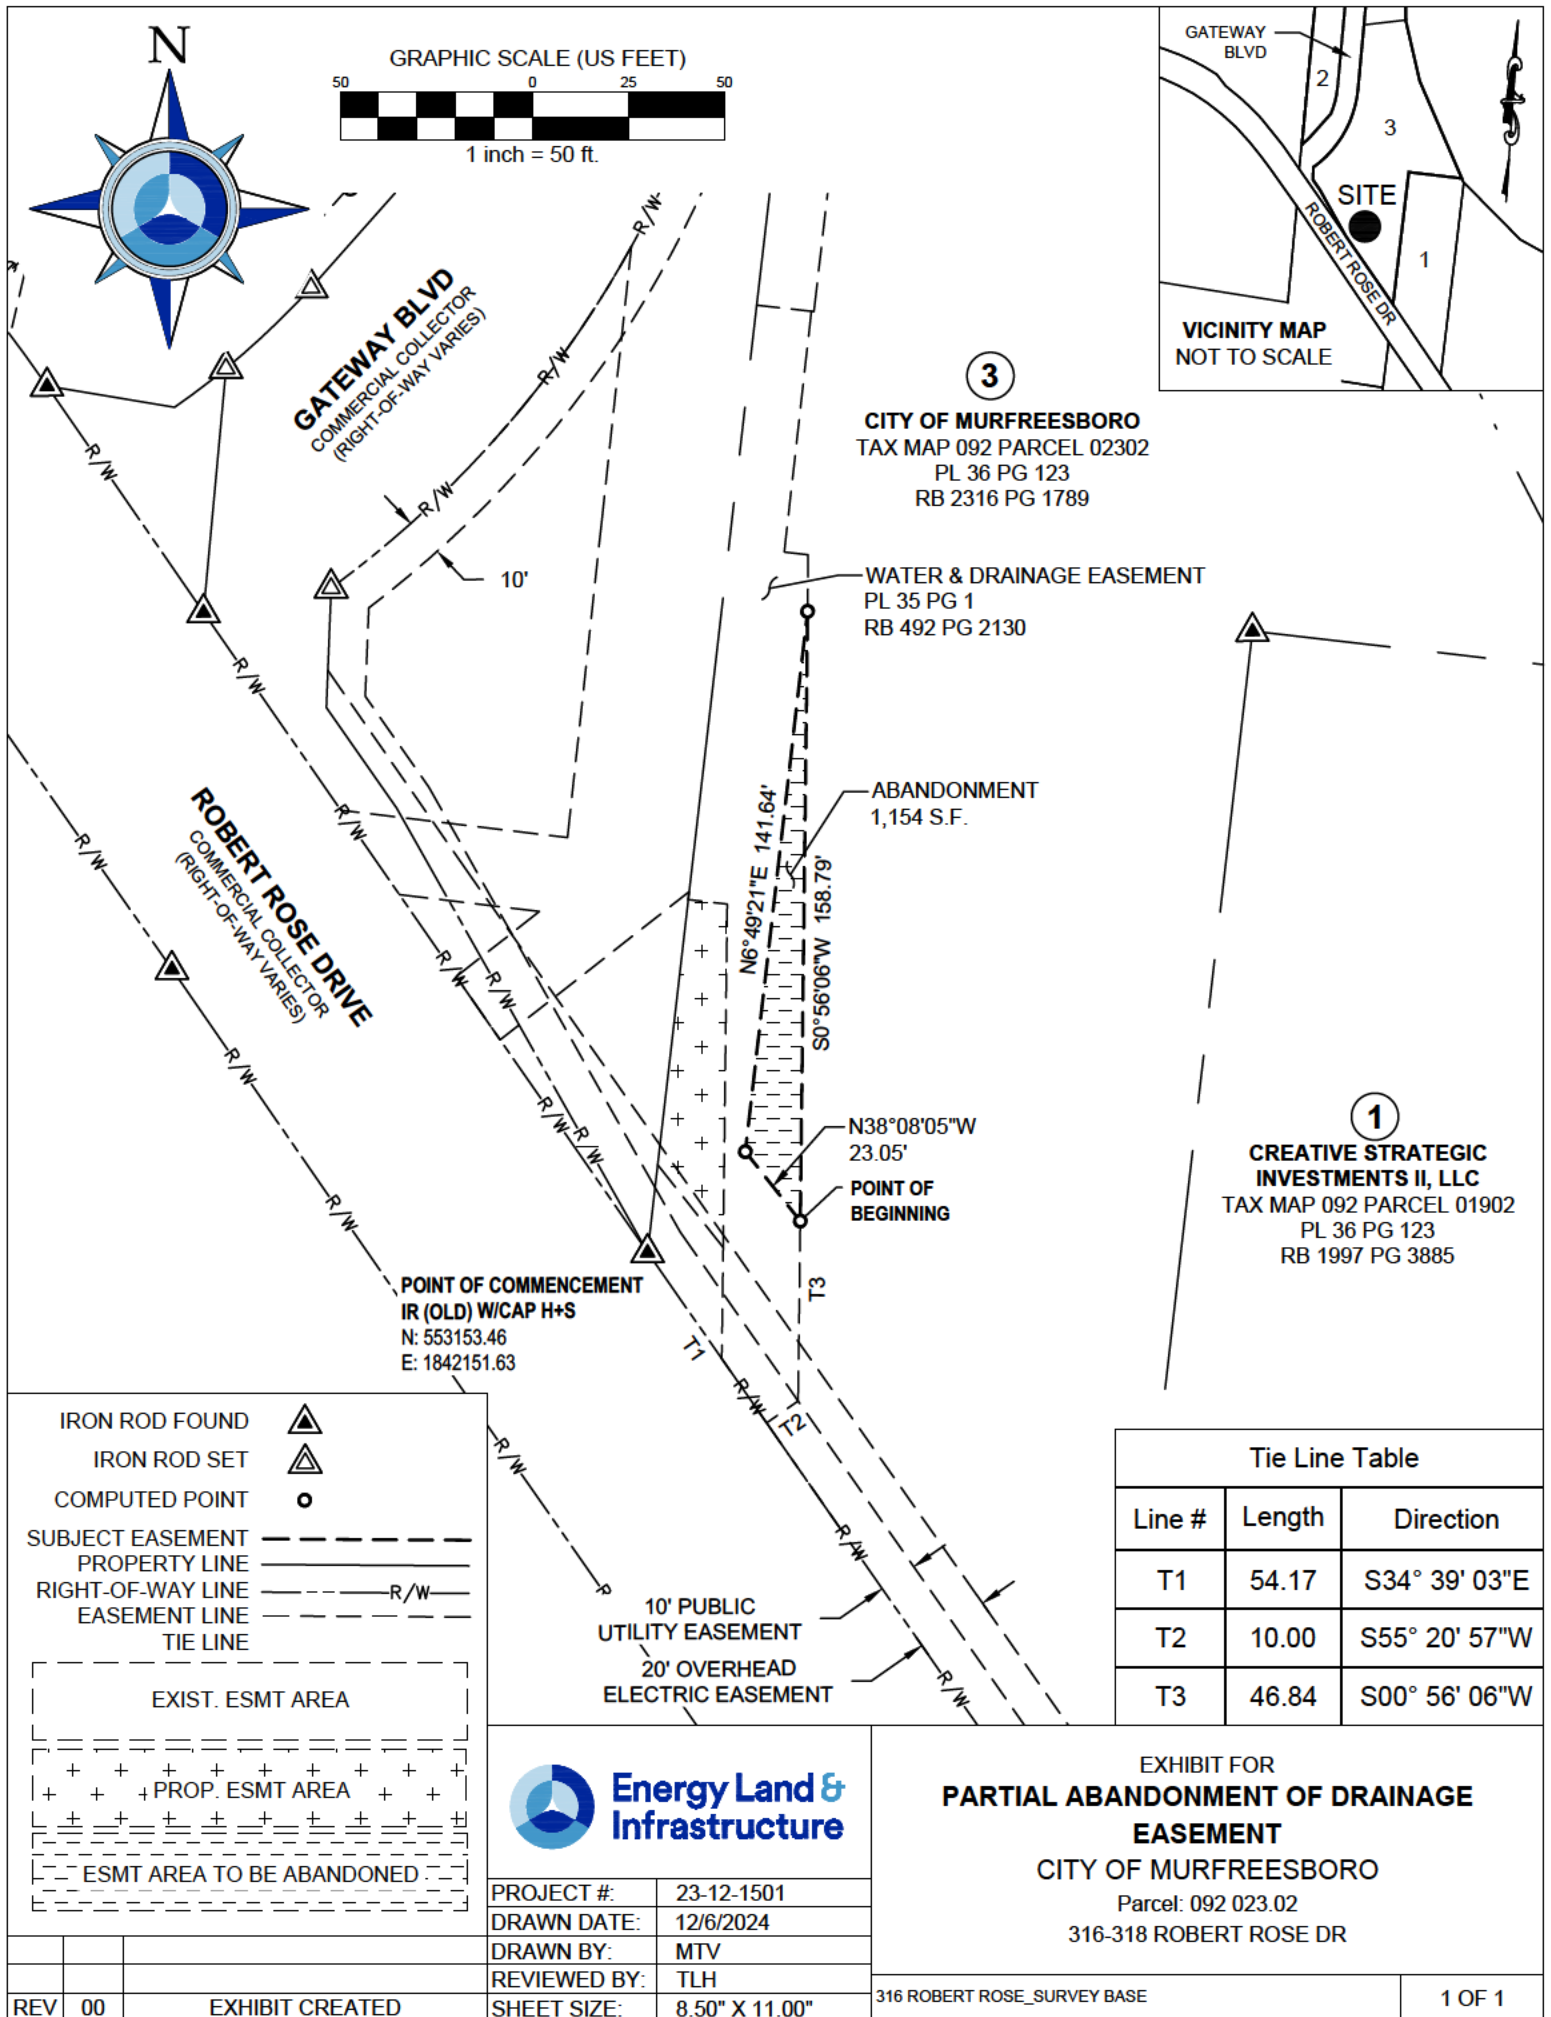 N
GRAPHIC SCALE (US FEET)
50 0 25 50
1 inch = 50 ft.
GATEWAY
BLVD
2
3
SITE
ROBERT ROSE DR
1
VICINITY MAP
NOT TO SCALE
GATEWAY BLVD
COMMERCIAL COLLECTOR
(RIGHT-OF-WAY VARIES)
R/W
R/W
R/W
10'
3
CITY OF MURFREESBORO
TAX MAP 092 PARCEL 02302
PL 36 PG 123
RB 2316 PG 1789
WATER & DRAINAGE EASEMENT
PL 35 PG 1
RB 492 PG 2130
R/W
R/W
R/W
R/W
R/W
R/W
R/W
ROBERT ROSE DRIVE
COMMERCIAL COLLECTOR
(RIGHT-OF-WAY VARIES)
ABANDONMENT
1,154 S.F.
N6°49'21"E 141.64'
S0°56'06"W 158.79'
R/W
R/W
R/W
R/W
N38°08'05"W
23.05'
POINT OF
BEGINNING
1
CREATIVE STRATEGIC
INVESTMENTS II, LLC
TAX MAP 092 PARCEL 01902
PL 36 PG 123
RB 1997 PG 3885
POINT OF COMMENCEMENT
IR (OLD) W/CAP H+S
N: 553153.46
E: 1842151.63
T1
T3
R/W
T2
R/W
R/W
R
R/W
10' PUBLIC
UTILITY EASEMENT
20' OVERHEAD
ELECTRIC EASEMENT
IRON ROD FOUND
IRON ROD SET
COMPUTED POINT
SUBJECT EASEMENT
PROPERTY LINE
RIGHT-OF-WAY LINE R/W
EASEMENT LINE
TIE LINE
EXIST. ESMT AREA
PROP. ESMT AREA
ESMT AREA TO BE ABANDONED
Tie Line Table
Line # Length Direction
T1 54.17 S34° 39' 03"E
T2 10.00 S55° 20' 57"W
T3 46.84 S00° 56' 06"W
Energy Land &
Infrastructure
PROJECT #: 23-12-1501
DRAWN DATE: 12/6/2024
DRAWN BY: MTV
REVIEWED BY: TLH
SHEET SIZE: 8.50" X 11.00"
REV 00 EXHIBIT CREATED
EXHIBIT FOR
PARTIAL ABANDONMENT OF DRAINAGE
EASEMENT
CITY OF MURFREESBORO
Parcel: 092 023.02
316-318 ROBERT ROSE DR
316 ROBERT ROSE_SURVEY BASE
1 OF 1